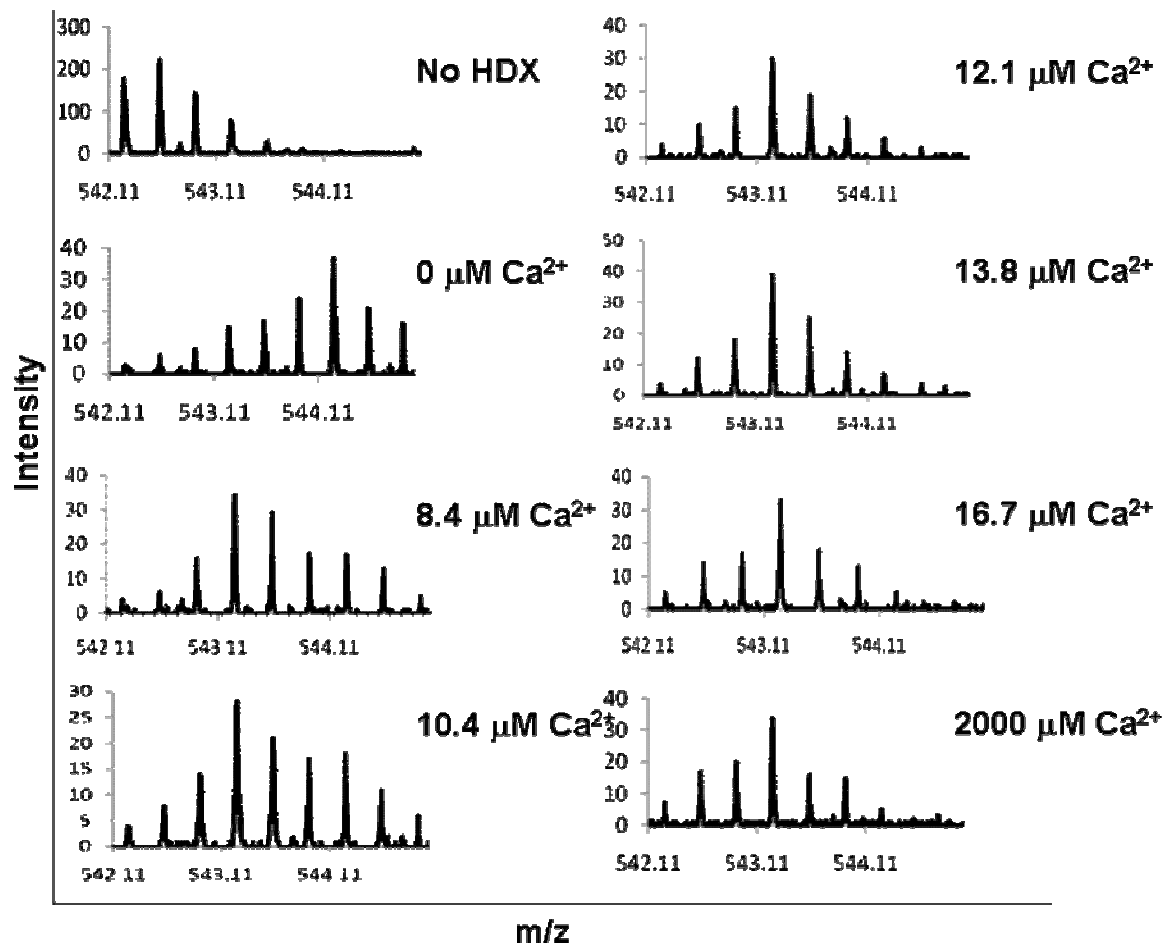 300
200
100
0
542.11 543.11 544.11
No HDX
40
30
20
10
0
542.11 543.11 544.11
12.1 μM Ca²⁺
40
30
20
10
0
542.11 543.11 544.11
0 μM Ca²⁺
50
40
30
20
10
0
542.11 543.11 544.11
13.8 μM Ca²⁺
Intensity
40
30
20
10
0
542 11 543 11 544.11
8.4 μM Ca²⁺
40
30
20
10
0
542 11 543.11 544.11
16.7 μM Ca²⁺
30
25
20
15
10
5
0
542 11 543.11 544 11
10.4 μM Ca²⁺
40
30
20
10
0
542.11 543.11 544.11
2000 μM Ca²⁺
m/z